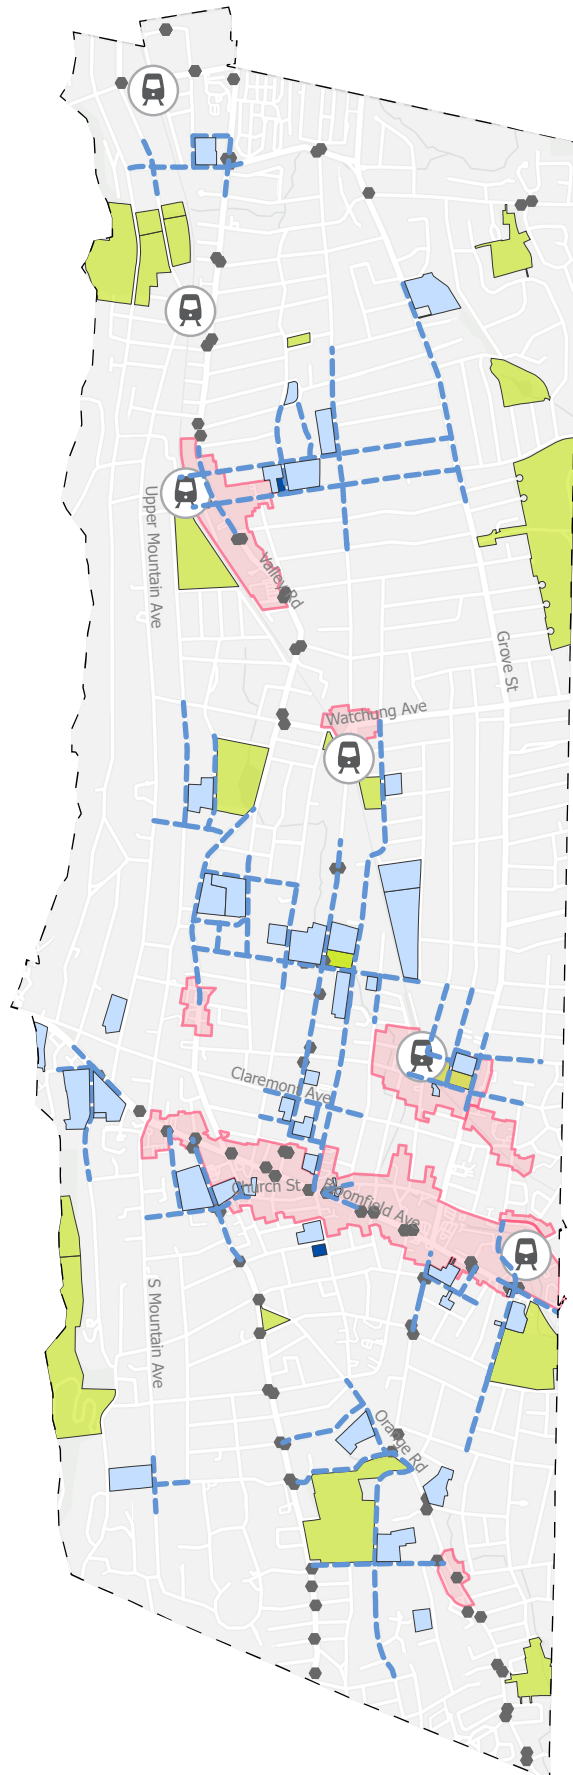 Upper Mountain Ave
Valley Rd
Grove St
Watchung Ave
Claremont Ave
Church St
Bloomfield Ave
S Mountain Ave
Orange Rd